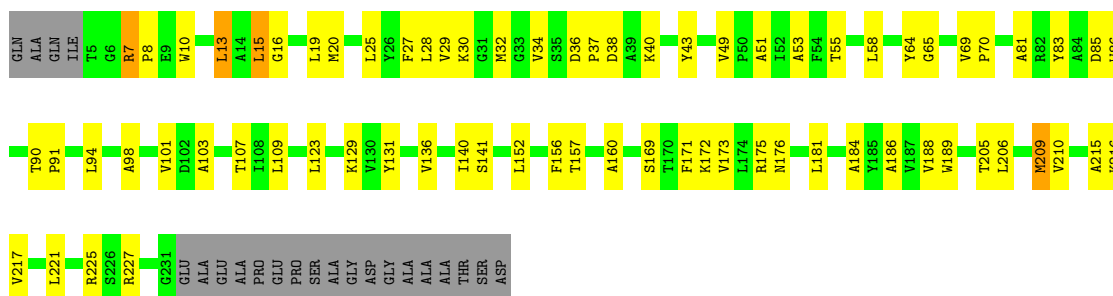 GLN ALA GLN ILE T5 G6 R7 P8 E9 W10 L13 A14 L15 G16 L19 M20 L25 Y26 F27 L28 V29 K30 G31 M32 G33 V34 S35 D36 P37 D38 A39 K40 Y43 V49 P50 A51 I52 A53 F54 T55 L58 Y64 G65 V69 P70 A81 R82 Y83 A84 D85
T90 P91 L94 A98 V101 D102 A103 T107 I108 L109 L123 K129 V130 Y131 V136 I140 S141 L152 F156 T157 A160 S169 T170 F171 K172 V173 L174 R175 N176 L181 A184 Y185 A186 V187 V188 W189 T205 L206 M209 V210 A215
V217 L221 R225 S226 R227 G231 GLU ALA GLU ALA PRO GLU PRO SER ALA GLY ASP GLY ALA ALA ALA THR SER ASP